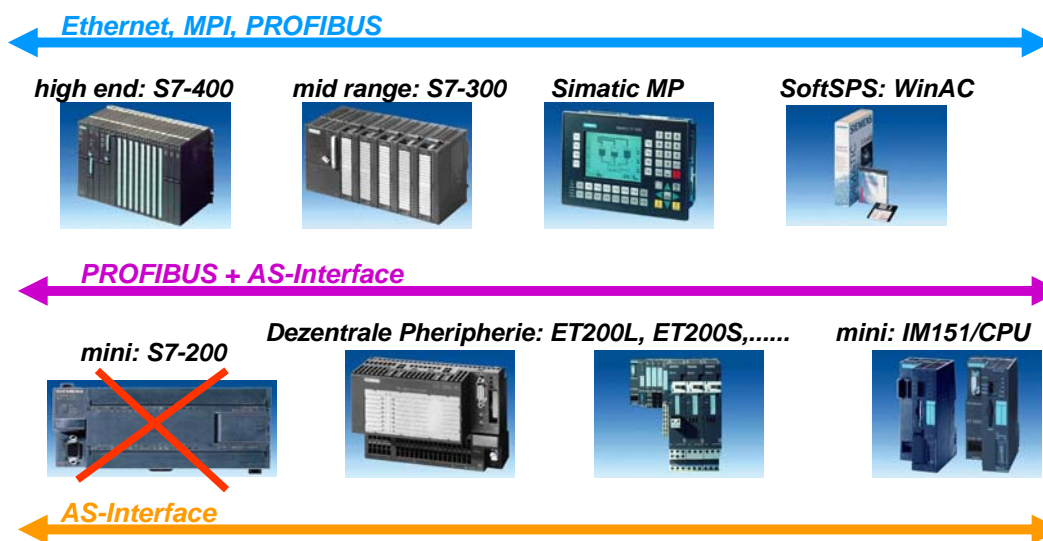 Ethernet, MPI, PROFIBUS
high end: S7-400 mid range: S7-300 Simatic MP SoftSPS: WinAC
SIEMENS
PROFIBUS + AS-Interface
Dezentrale Pheripherie: ET200L, ET200S,...... mini: IM151/CPU
mini: S7-200
AS-Interface